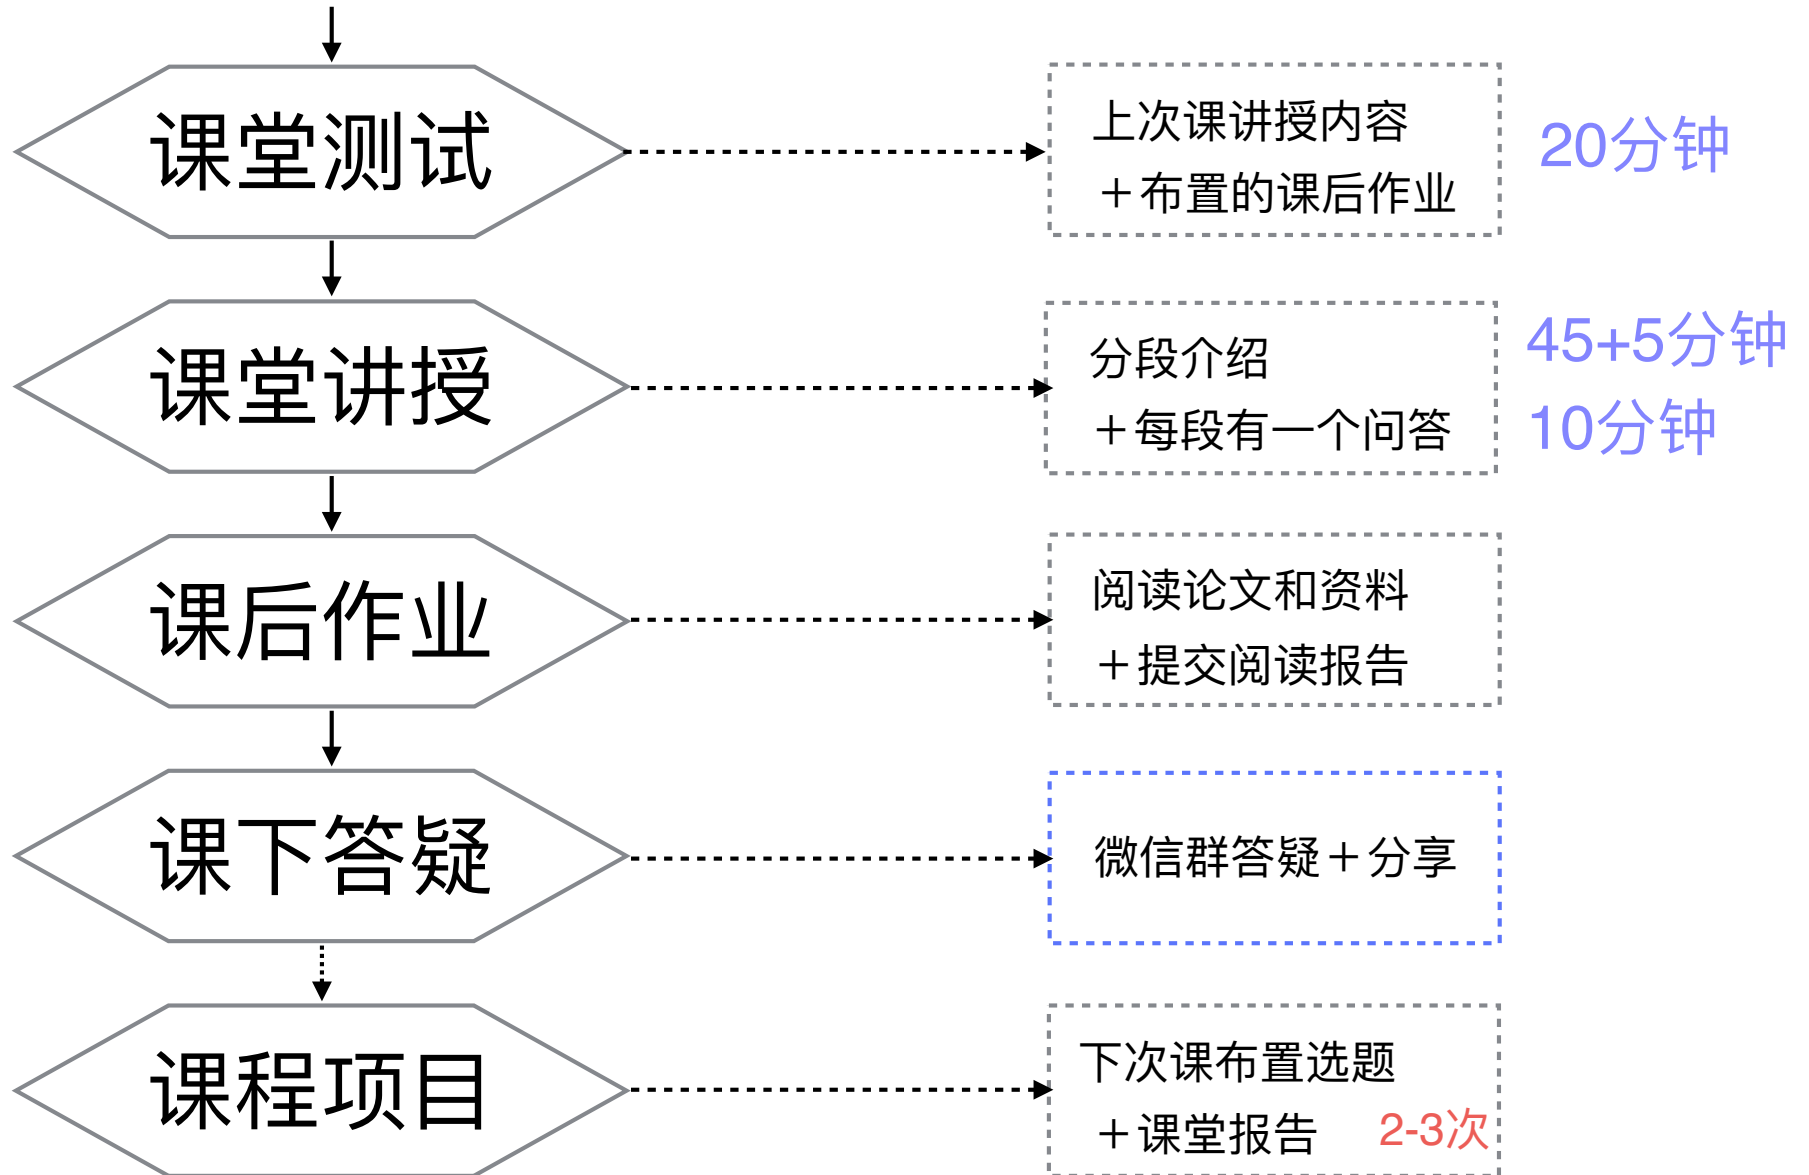 课堂测试
上次课讲授内容
＋布置的课后作业
20分钟
课堂讲授
分段介绍
＋每段有一个问答
45+5分钟
10分钟
课后作业
阅读论文和资料
＋提交阅读报告
课下答疑
微信群答疑＋分享
课程项目
下次课布置选题
＋课堂报告
2-3次